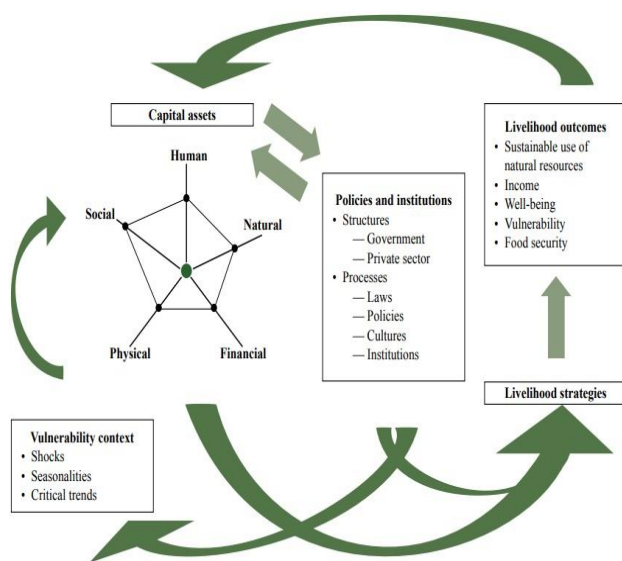 Capital assets
Human
Social
Natural
Physical
Financial
Policies and institutions
• Structures
— Government
— Private sector
• Processes
— Laws
— Policies
— Cultures
— Institutions
Livelihood outcomes
• Sustainable use of
natural resources
• Income
• Well-being
• Vulnerability
• Food security
Livelihood strategies
Vulnerability context
• Shocks
• Seasonalities
• Critical trends